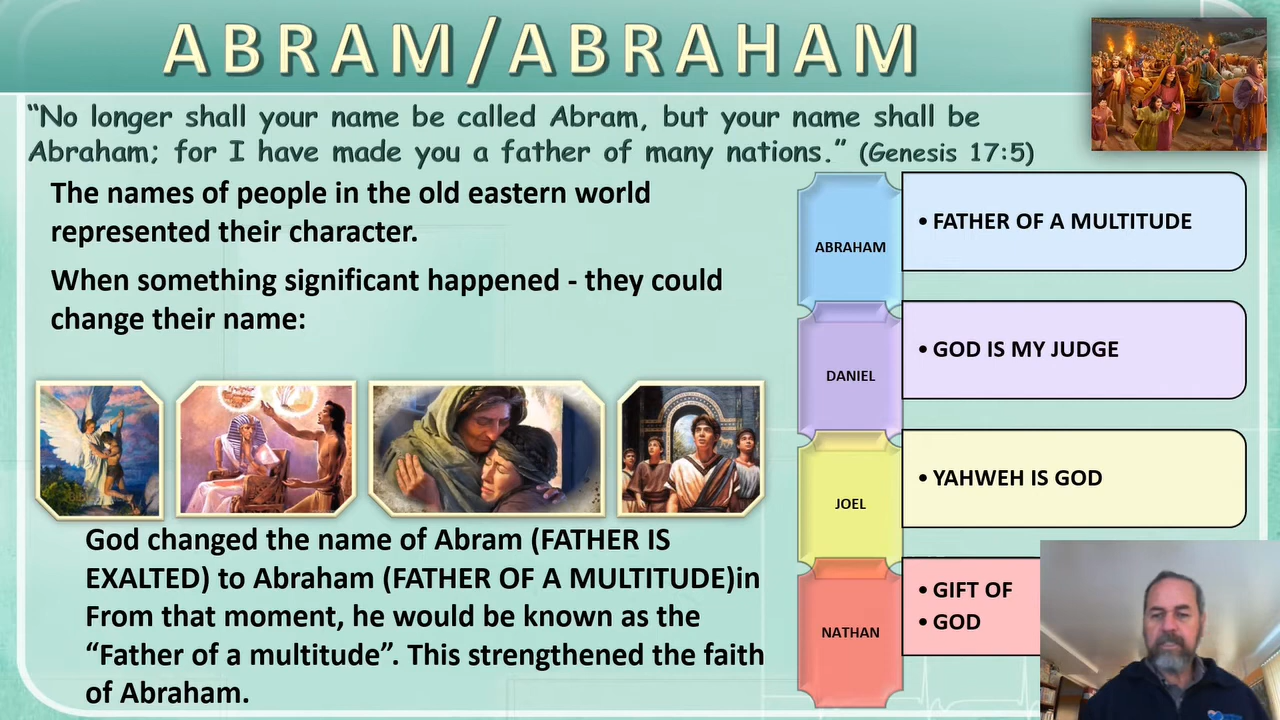 ABRAM/ABRAHAM
“No longer shall your name be called Abram, but your name shall be
Abraham; for I have made you a father of many nations.” (Genesis 17:5)
The names of people in the old eastern world
represented their character.
When something significant happened - they could
change their name:
God changed the name of Abram (FATHER IS
EXALTED) to Abraham (FATHER OF A MULTITUDE)in
From that moment, he would be known as the
“Father of a multitude”. This strengthened the faith
of Abraham.
ABRAHAM
• FATHER OF A MULTITUDE
DANIEL
• GOD IS MY JUDGE
JOEL
• YAHWEH IS GOD
NATHAN
• GIFT OF
• GOD